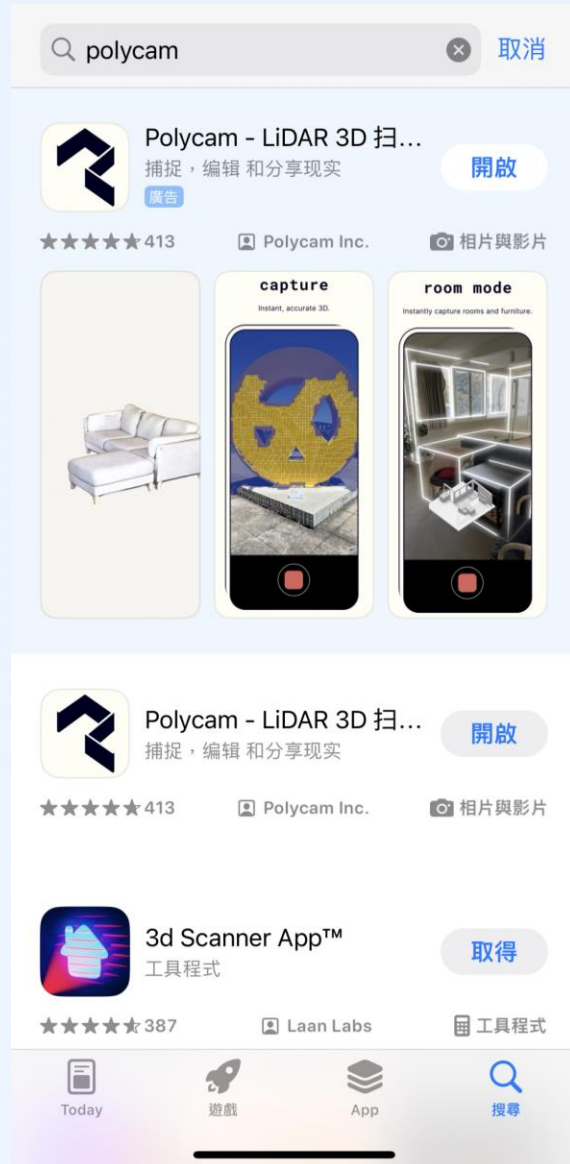 polycam
取消
Polycam - LiDAR 3D 扫...
捕捉，编辑 和分享现实
開啟
廣告
413
Polycam Inc.
相片與影片
capture
Instant, accurate 3D.
room mode
Instantly capture rooms and furniture.
Polycam - LiDAR 3D 扫...
捕捉，编辑 和分享现实
開啟
413
Polycam Inc.
相片與影片
3d Scanner App™
工具程式
取得
387
Laan Labs
工具程式
Today
遊戲
App
搜尋